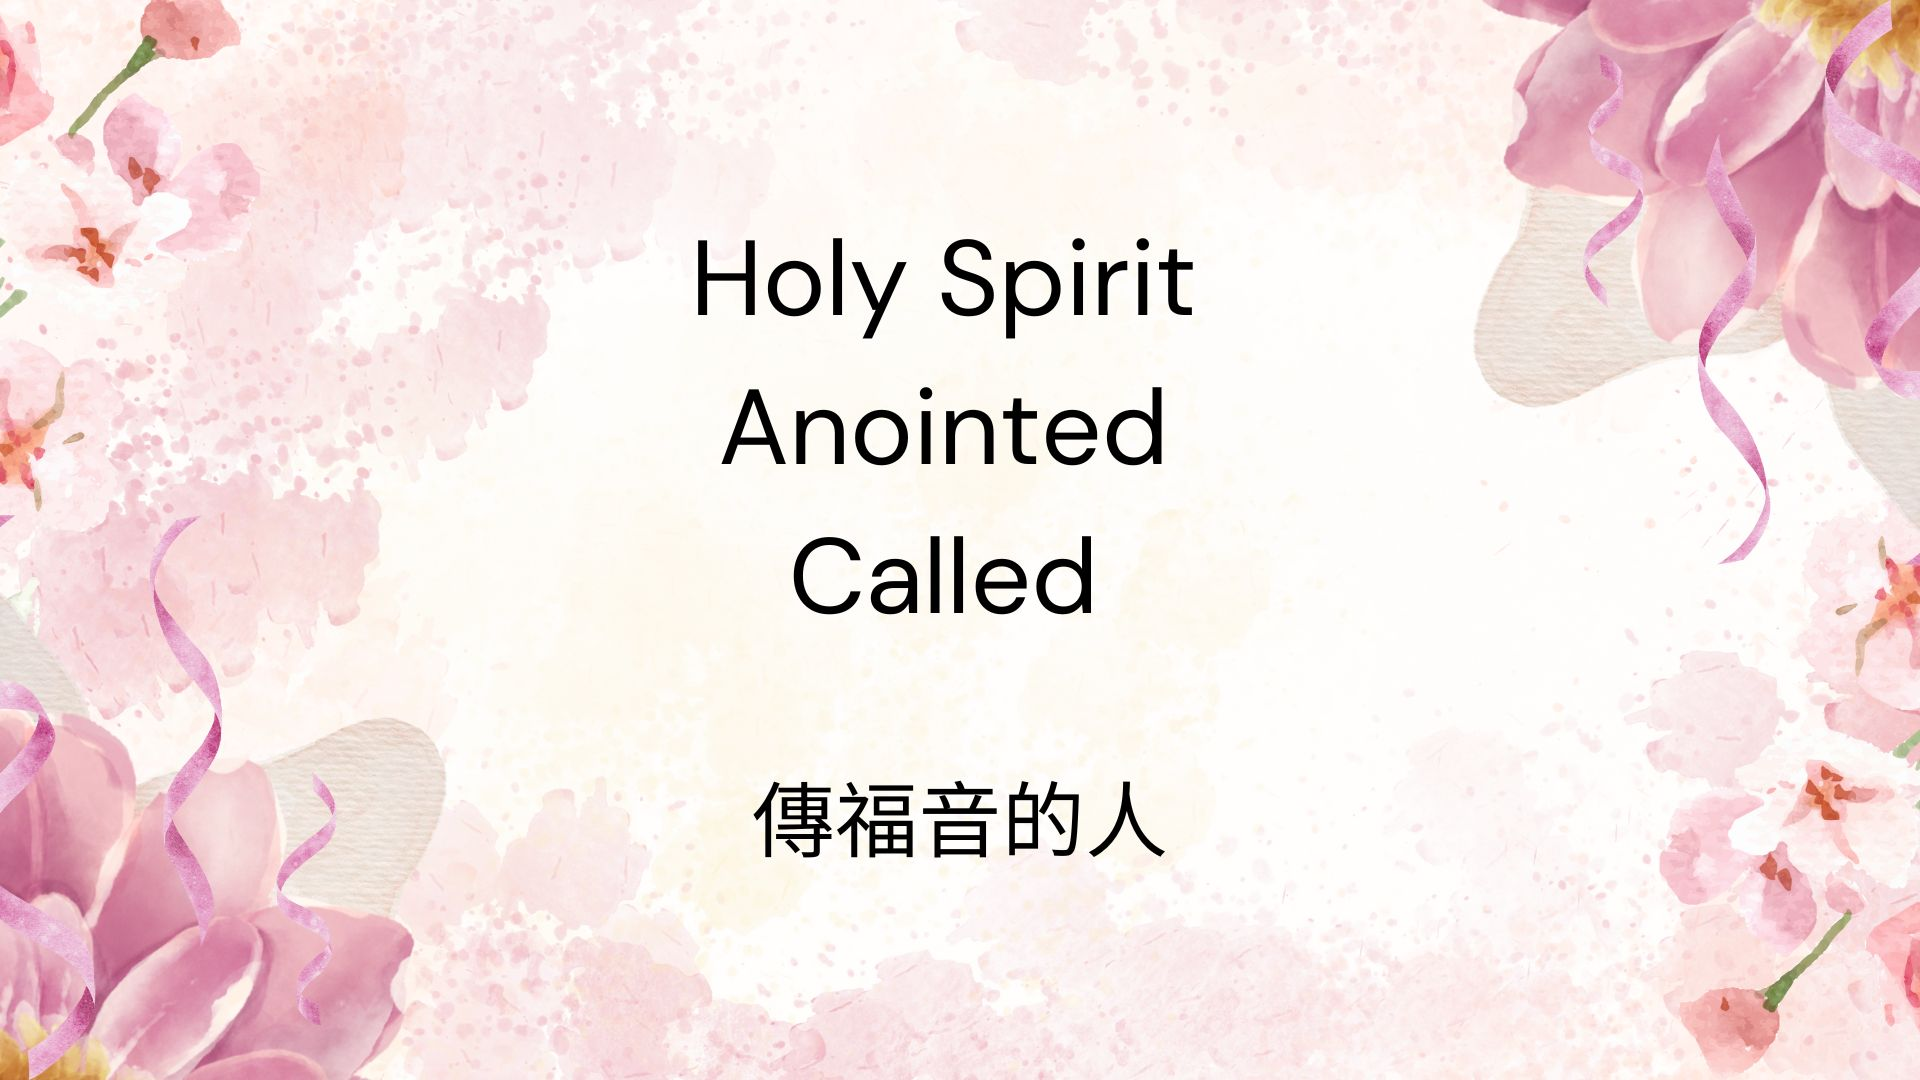 Holy Spirit
Anointed
Called
傳福音的人